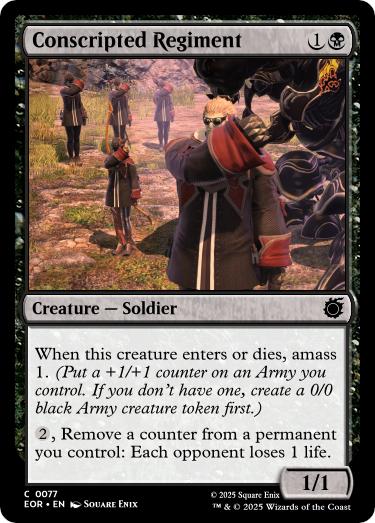 Conscripted Regiment 1
Creature — Soldier
When this creature enters or dies, amass
1. (Put a +1/+1 counter on an Army you
control. If you don't have one, create a 0/0
black Army creature token first.)
2, Remove a counter from a permanent
you control: Each opponent loses 1 life.
1/1
C 0077
EOR • EN SQUARE ENIX
© 2025 Square Enix
™ & © 2025 Wizards of the Coast